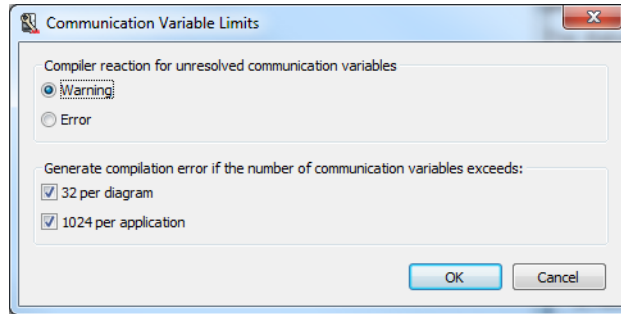 Communication Variable Limits
Compiler reaction for unresolved communication variables
Warning
Error
Generate compilation error if the number of communication variables exceeds:
32 per diagram
1024 per application
OK Cancel